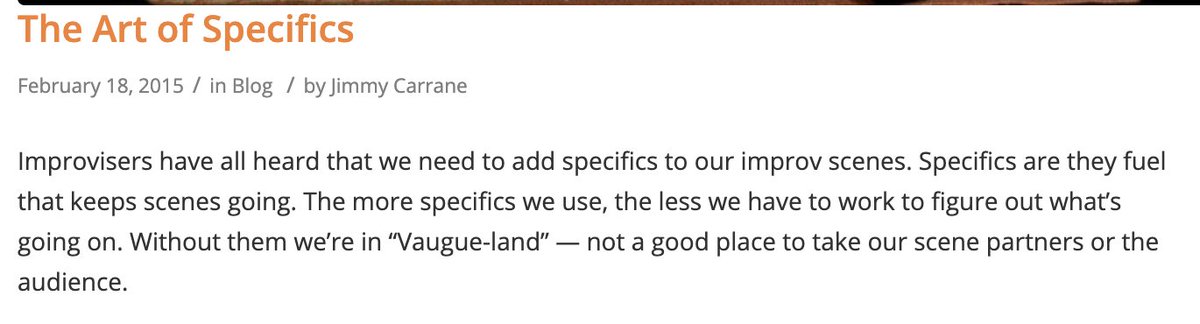 The Art of Specifics
February 18, 2015 / in Blog / by Jimmy Carrane
Improvisers have all heard that we need to add specifics to our improv scenes. Specifics are they fuel
that keeps scenes going. The more specifics we use, the less we have to work to figure out what’s
going on. Without them we’re in “Vaugue-land” — not a good place to take our scene partners or the
audience.